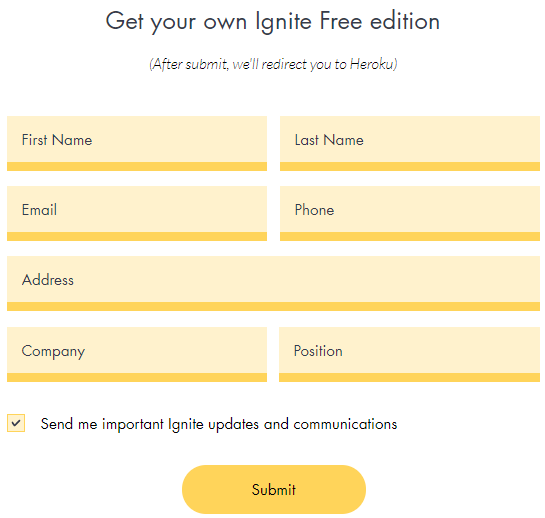 Get your own Ignite Free edition
(After submit, we'll redirect you to Heroku)
First Name
Last Name
Email
Phone
Address
Company
Position
Send me important Ignite updates and communications
Submit